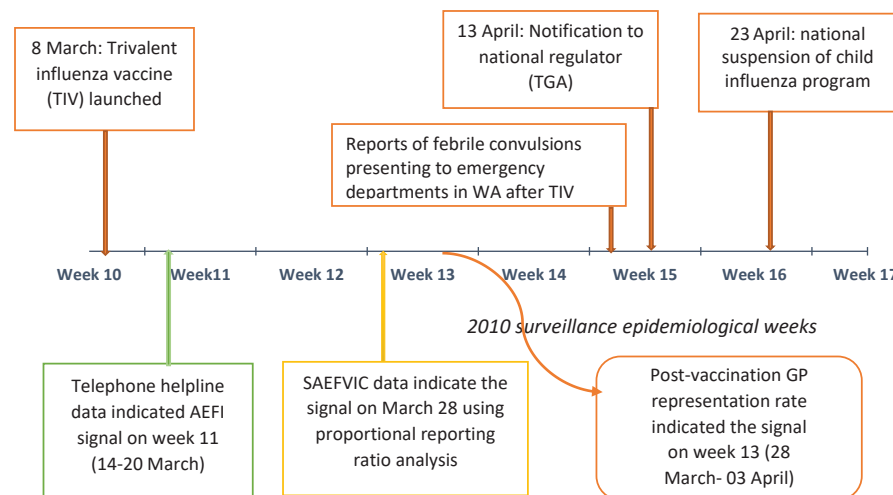 8 March: Trivalent
influenza vaccine
(TIV) launched
13 April: Notification to
national regulator
(TGA)
23 April: national
suspension of child
influenza program
Reports of febrile convulsions
presenting to emergency
departments in WA after TIV
Week 10
Week11
Week 12
Week 13
Week 14
Week 15
Week 16
Week 17
2010 surveillance epidemiological weeks
Telephone helpline
data indicated AEFI
signal on week 11
(14-20 March)
SAEFVIC data indicate the
signal on March 28 using
proportional reporting
ratio analysis
Post-vaccination GP
representation rate
indicated the signal
on week 13 (28
March- 03 April)